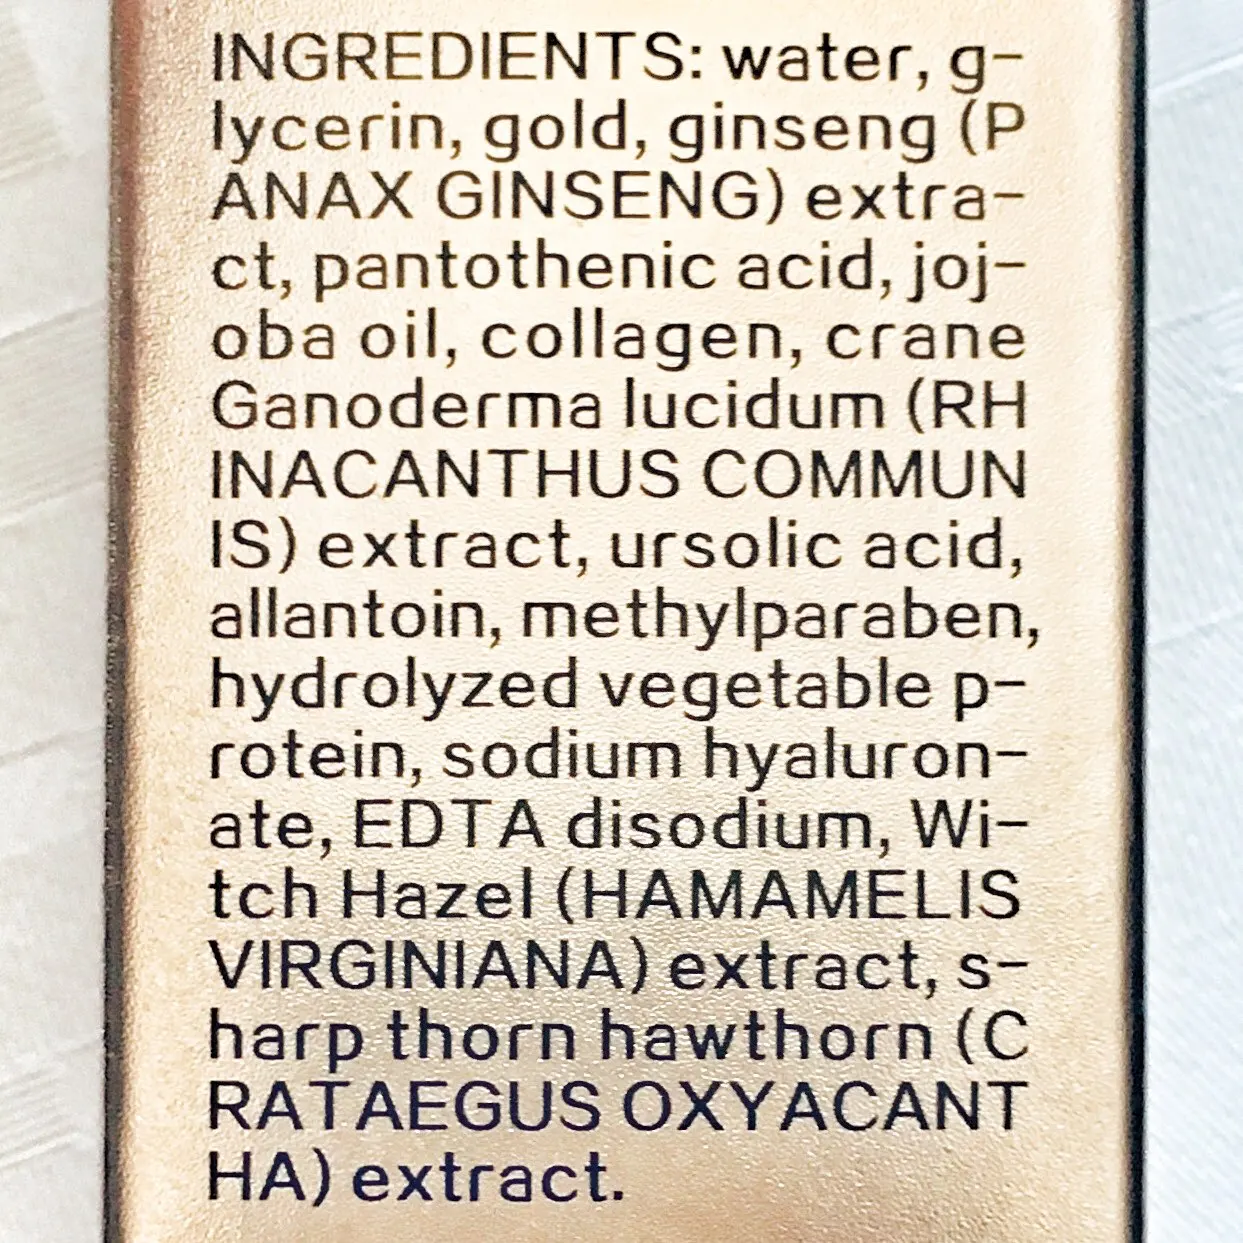 INGREDIENTS: water, g-
lycerin, gold, ginseng (P
ANAX GINSENG) extra-
ct, pantothenic acid, joj-
oba oil, collagen, crane
Ganoderma lucidum (RH
INACANTHUS COMMUN
IS) extract, ursolic acid,
allantoin, methylparaben,
hydrolyzed vegetable p-
rotein, sodium hyaluron-
ate, EDTA disodium, Wi-
tch Hazel (HAMAMELIS
VIRGINIANA) extract, s-
harp thorn hawthorn (C
RATAEGUS OXYACANT
HA) extract.